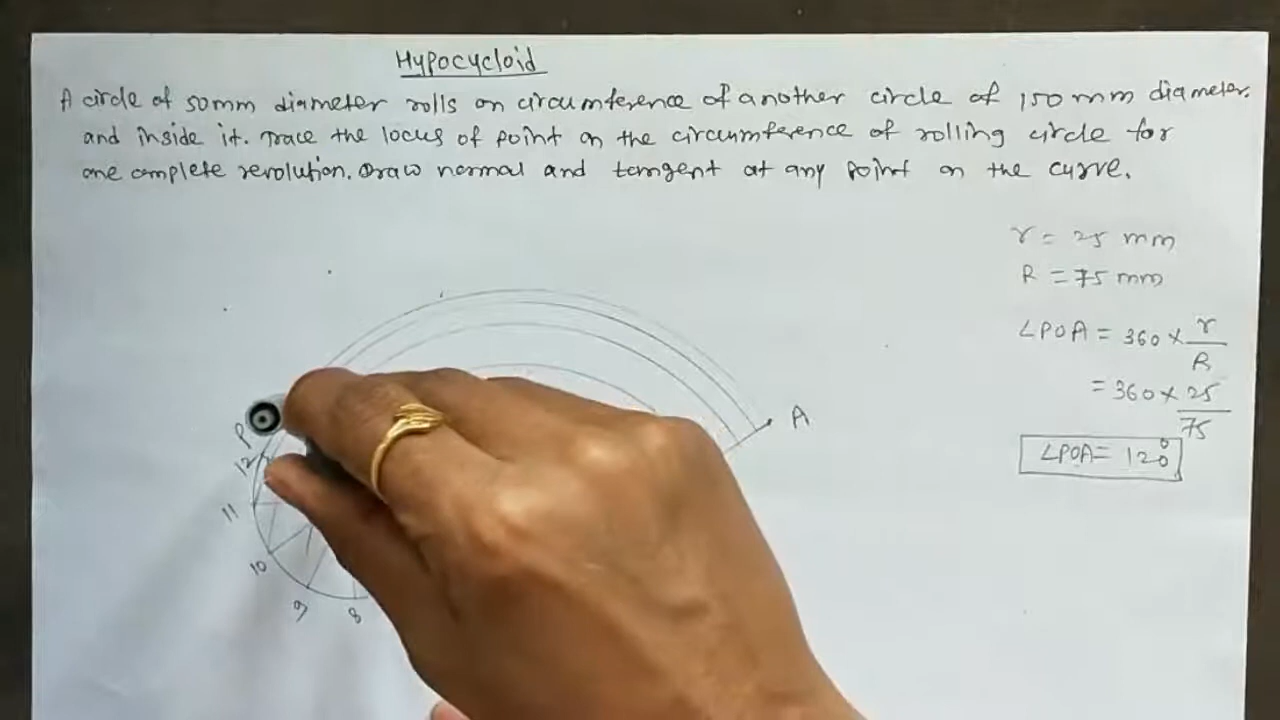 Hypocycloid
A circle of 50mm diameter rolls on circumference of another circle of 150 mm diameter.
and inside it. Trace the locus of point on the circumference of rolling circle for
one complete revolution. Draw normal and tangent at any point on the curve.
r = 25 mm
R = 75 mm
∠POA = 360 × r/R
= 360 × 25/75
∠POA = 120°
A
P
12
11
10
9
8